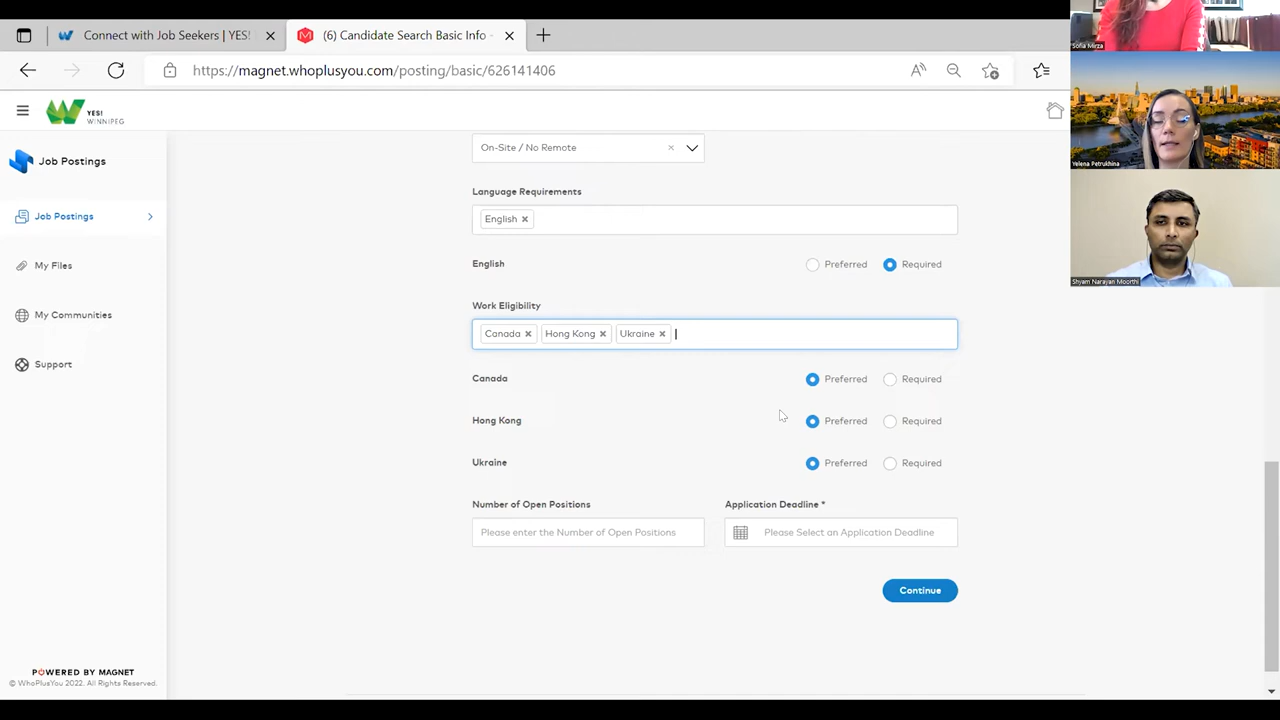 Connect with Job Seekers | YES!
(6) Candidate Search Basic Info -
https://magnet.whoplusyou.com/posting/basic/626141406
YES!
WINNIPEG
Job Postings
Job Postings
My Files
My Communities
Support
POWERED BY MAGNET
© WhoPlusYou 2022. All Rights Reserved.
On-Site / No Remote
Language Requirements
English
English
Preferred
Required
Work Eligibility
Canada
Hong Kong
Ukraine
Canada
Preferred
Required
Hong Kong
Preferred
Required
Ukraine
Preferred
Required
Number of Open Positions
Application Deadline *
Please enter the Number of Open Positions
Please Select an Application Deadline
Continue
Sofia Mirza
Yelena Petrukhina
Shyam Narayan Moorthi